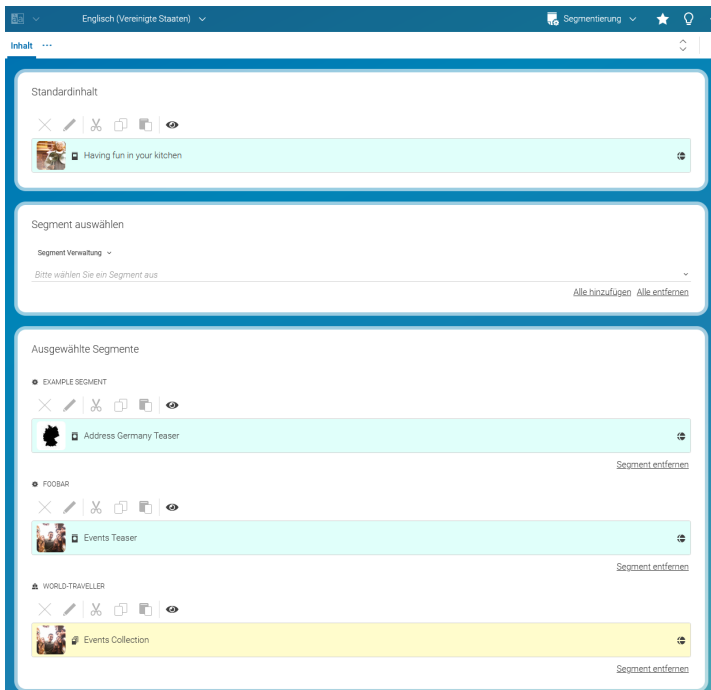 Englisch (Vereinigte Staaten)
Segmentierung
Inhalt
Standardinhalt
Having fun in your kitchen
Segment auswählen
Segment Verwaltung
Bitte wählen Sie ein Segment aus
Alle hinzufügen Alle entfernen
Ausgewählte Segmente
EXAMPLE SEGMENT
Address Germany Teaser
Segment entfernen
FOOBAR
Events Teaser
Segment entfernen
WORLD-TRAVELLER
Events Collection
Segment entfernen